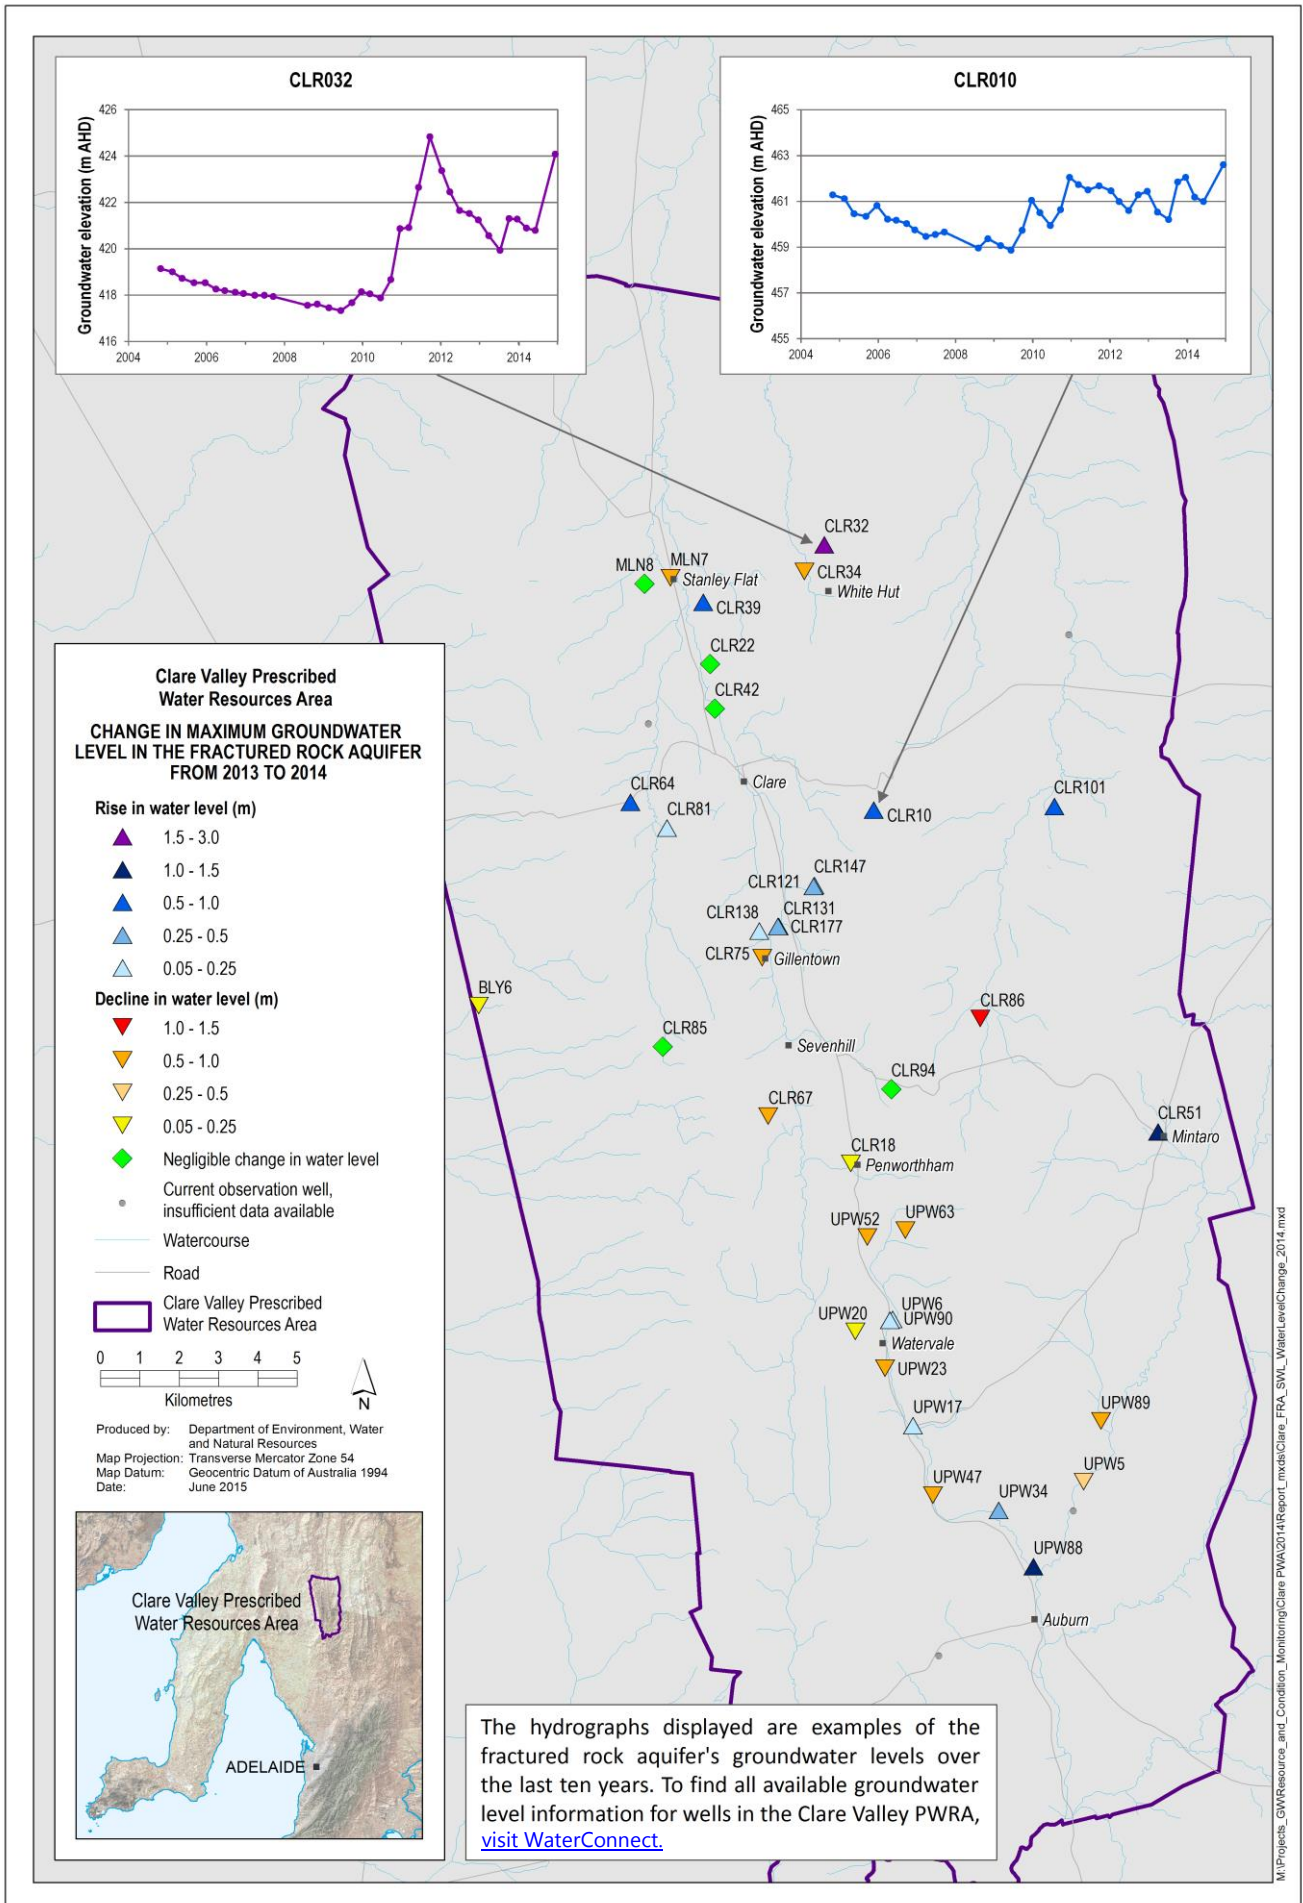 CLR032
Groundwater elevation (m AHD)
426
424
422
420
418
416
2004
2006
2008
2010
2012
2014
CLR010
Groundwater elevation (m AHD)
465
463
461
459
457
455
2004
2006
2008
2010
2012
2014
CLR32
MLN7
MLN8
Stanley Flat
CLR34
White Hut
CLR39
CLR22
CLR42
Clare
CLR64
CLR81
CLR10
CLR101
CLR147
CLR121
CLR131
CLR138
CLR177
CLR75
Gillentown
BLY6
CLR86
CLR85
Sevenhill
CLR94
CLR67
CLR51
Mintaro
CLR18
Penworthham
UPW52
UPW63
UPW6
UPW20
UPW90
Watervale
UPW23
UPW17
UPW89
UPW5
UPW47
UPW34
UPW88
Auburn
Clare Valley Prescribed
Water Resources Area
CHANGE IN MAXIMUM GROUNDWATER
LEVEL IN THE FRACTURED ROCK AQUIFER
FROM 2013 TO 2014
Rise in water level (m)
1.5 - 3.0
1.0 - 1.5
0.5 - 1.0
0.25 - 0.5
0.05 - 0.25
Decline in water level (m)
1.0 - 1.5
0.5 - 1.0
0.25 - 0.5
0.05 - 0.25
Negligible change in water level
Current observation well,
insufficient data available
Watercourse
Road
Clare Valley Prescribed
Water Resources Area
0 1 2 3 4 5
Kilometres
N
Produced by: Department of Environment, Water
and Natural Resources
Map Projection: Transverse Mercator Zone 54
Map Datum: Geocentric Datum of Australia 1994
Date: June 2015
Clare Valley Prescribed
Water Resources Area
ADELAIDE
The hydrographs displayed are examples of the
fractured rock aquifer's groundwater levels over
the last ten years. To find all available groundwater
level information for wells in the Clare Valley PWRA,
visit WaterConnect.
M:\Projects_GW\Resource_and_Condition_Monitoring\Clare PWA\2014\Report_mxds\Clare_FRA_SWL_WaterLevelChange_2014.mxd